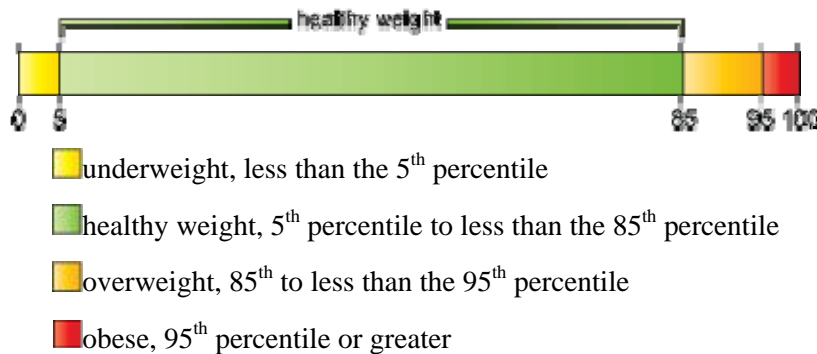 healthy weight
0 5 85 95 100
underweight, less than the 5th percentile
healthy weight, 5th percentile to less than the 85th percentile
overweight, 85th to less than the 95th percentile
obese, 95th percentile or greater